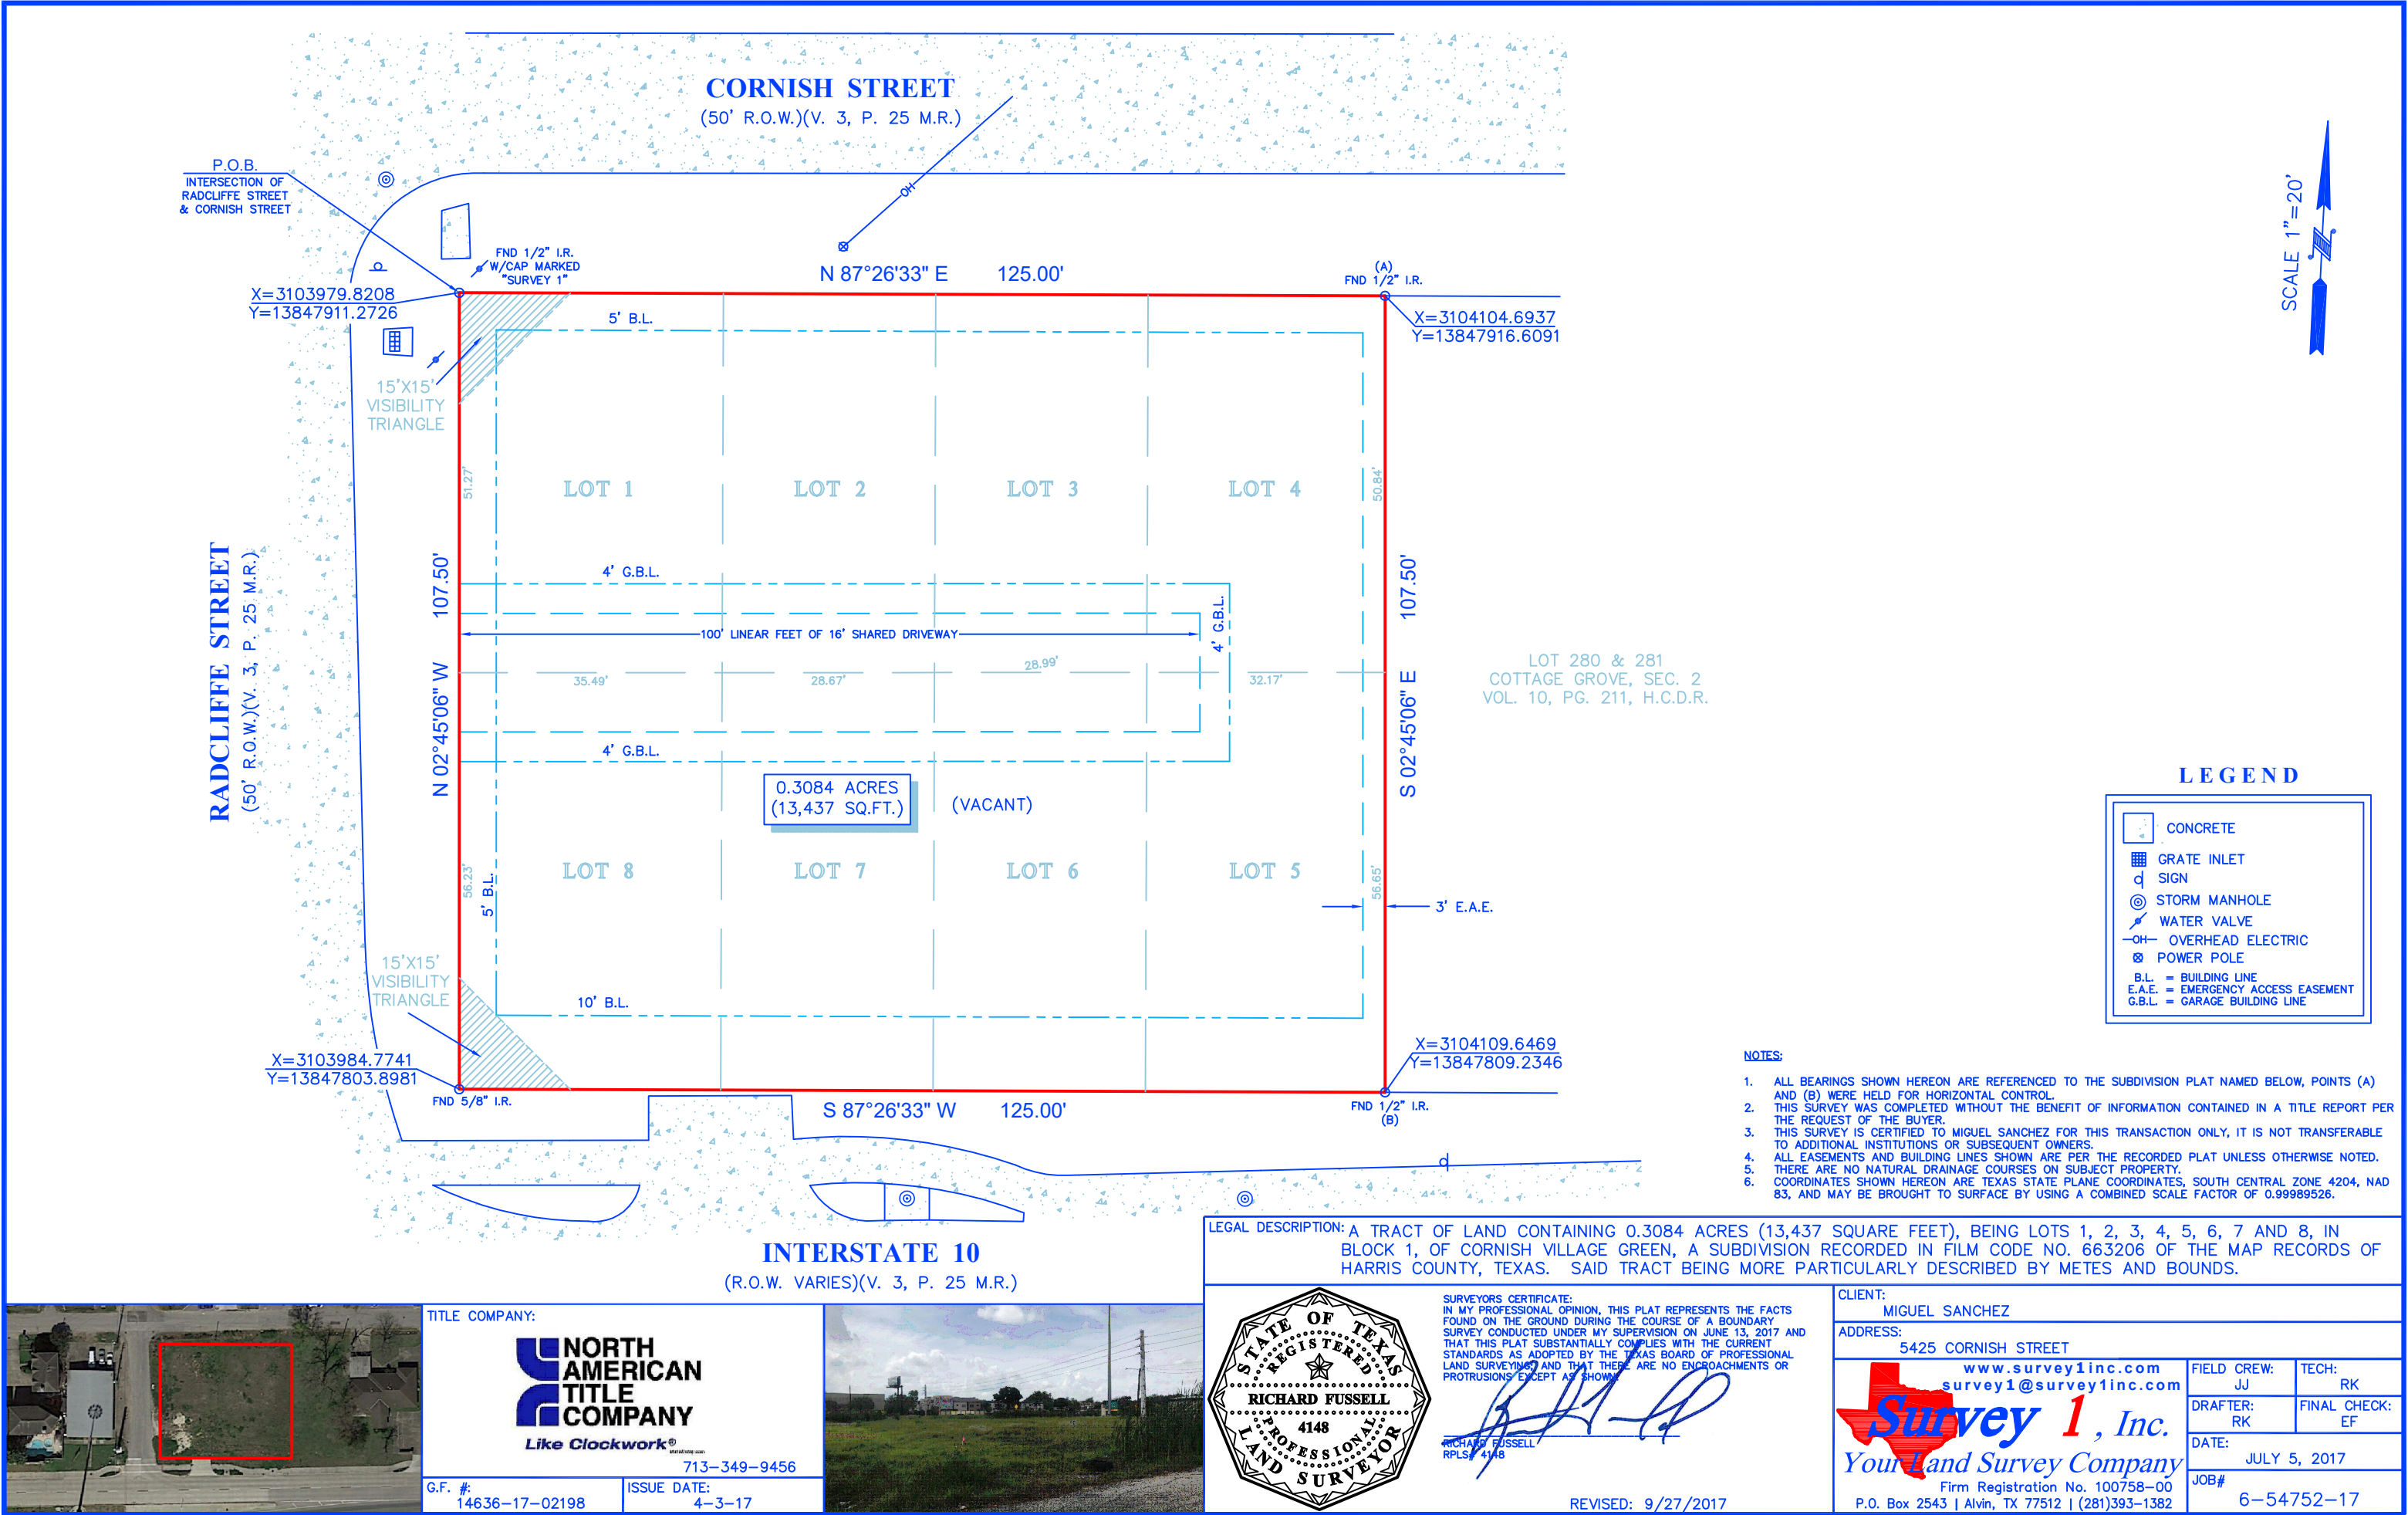 CORNISH STREET
(50' R.O.W.)(V. 3, P. 25 M.R.)
OH
P.O.B.
INTERSECTION OF
RADCLIFFE STREET
& CORNISH STREET
FND 1/2" I.R.
W/CAP MARKED
"SURVEY 1"
N 87°26'33" E 125.00'
(A)
FND 1/2" I.R.
SCALE 1"=20'
X=3103979.8208
Y=13847911.2726
X=3104104.6937
Y=13847916.6091
5' B.L.
15'X15'
VISIBILITY
TRIANGLE
51.27'
LOT 1
LOT 2
LOT 3
LOT 4
50.84'
RADCLIFFE STREET
(50' R.O.W.)(V. 3, P. 25 M.R.)
N 02°45'06" W 107.50'
4' G.B.L.
100' LINEAR FEET OF 16' SHARED DRIVEWAY
4' G.B.L.
35.49'
28.67'
28.99'
32.17'
4' G.B.L.
S 02°45'06" E 107.50'
LOT 280 & 281
COTTAGE GROVE, SEC. 2
VOL. 10, PG. 211, H.C.D.R.
0.3084 ACRES
(13,437 SQ.FT.)
(VACANT)
56.23'
5' B.L.
LOT 8
LOT 7
LOT 6
LOT 5
56.65'
3' E.A.E.
15'X15'
VISIBILITY
TRIANGLE
10' B.L.
X=3103984.7741
Y=13847803.8981
FND 5/8" I.R.
S 87°26'33" W 125.00'
X=3104109.6469
Y=13847809.2346
FND 1/2" I.R.
(B)
INTERSTATE 10
(R.O.W. VARIES)(V. 3, P. 25 M.R.)
LEGEND
CONCRETE
GRATE INLET
SIGN
STORM MANHOLE
WATER VALVE
OH OVERHEAD ELECTRIC
POWER POLE
B.L. = BUILDING LINE
E.A.E. = EMERGENCY ACCESS EASEMENT
G.B.L. = GARAGE BUILDING LINE
NOTES:
1. ALL BEARINGS SHOWN HEREON ARE REFERENCED TO THE SUBDIVISION PLAT NAMED BELOW, POINTS (A)
AND (B) WERE HELD FOR HORIZONTAL CONTROL.
2. THIS SURVEY WAS COMPLETED WITHOUT THE BENEFIT OF INFORMATION CONTAINED IN A TITLE REPORT PER
THE REQUEST OF THE BUYER.
3. THIS SURVEY IS CERTIFIED TO MIGUEL SANCHEZ FOR THIS TRANSACTION ONLY, IT IS NOT TRANSFERABLE
TO ADDITIONAL INSTITUTIONS OR SUBSEQUENT OWNERS.
4. ALL EASEMENTS AND BUILDING LINES SHOWN ARE PER THE RECORDED PLAT UNLESS OTHERWISE NOTED.
5. THERE ARE NO NATURAL DRAINAGE COURSES ON SUBJECT PROPERTY.
6. COORDINATES SHOWN HEREON ARE TEXAS STATE PLANE COORDINATES, SOUTH CENTRAL ZONE 4204, NAD
83, AND MAY BE BROUGHT TO SURFACE BY USING A COMBINED SCALE FACTOR OF 0.99989526.
LEGAL DESCRIPTION: A TRACT OF LAND CONTAINING 0.3084 ACRES (13,437 SQUARE FEET), BEING LOTS 1, 2, 3, 4, 5, 6, 7 AND 8, IN
BLOCK 1, OF CORNISH VILLAGE GREEN, A SUBDIVISION RECORDED IN FILM CODE NO. 663206 OF THE MAP RECORDS OF
HARRIS COUNTY, TEXAS. SAID TRACT BEING MORE PARTICULARLY DESCRIBED BY METES AND BOUNDS.
TITLE COMPANY:
NORTH
AMERICAN
TITLE
COMPANY
Like Clockwork®
713-349-9456
G.F. #:
14636-17-02198
ISSUE DATE:
4-3-17
STATE OF TEXAS
REGISTERED
RICHARD FUSSELL
4148
PROFESSIONAL
LAND SURVEYOR
SURVEYORS CERTIFICATE:
IN MY PROFESSIONAL OPINION, THIS PLAT REPRESENTS THE FACTS
FOUND ON THE GROUND DURING THE COURSE OF A BOUNDARY
SURVEY CONDUCTED UNDER MY SUPERVISION ON JUNE 13, 2017 AND
THAT THIS PLAT SUBSTANTIALLY COMPLIES WITH THE CURRENT
STANDARDS AS ADOPTED BY THE TEXAS BOARD OF PROFESSIONAL
LAND SURVEYING, AND THAT THERE ARE NO ENCROACHMENTS OR
PROTRUSIONS EXCEPT AS SHOWN.
RICHARD FUSSELL
RPLS# 4148
REVISED: 9/27/2017
CLIENT:
MIGUEL SANCHEZ
ADDRESS:
5425 CORNISH STREET
www.survey1inc.com
survey1@survey1inc.com
Survey 1, Inc.
Your Land Survey Company
Firm Registration No. 100758-00
P.O. Box 2543 | Alvin, TX 77512 | (281)393-1382
FIELD CREW:
JJ
TECH:
RK
DRAFTER:
RK
FINAL CHECK:
EF
DATE:
JULY 5, 2017
JOB#
6-54752-17